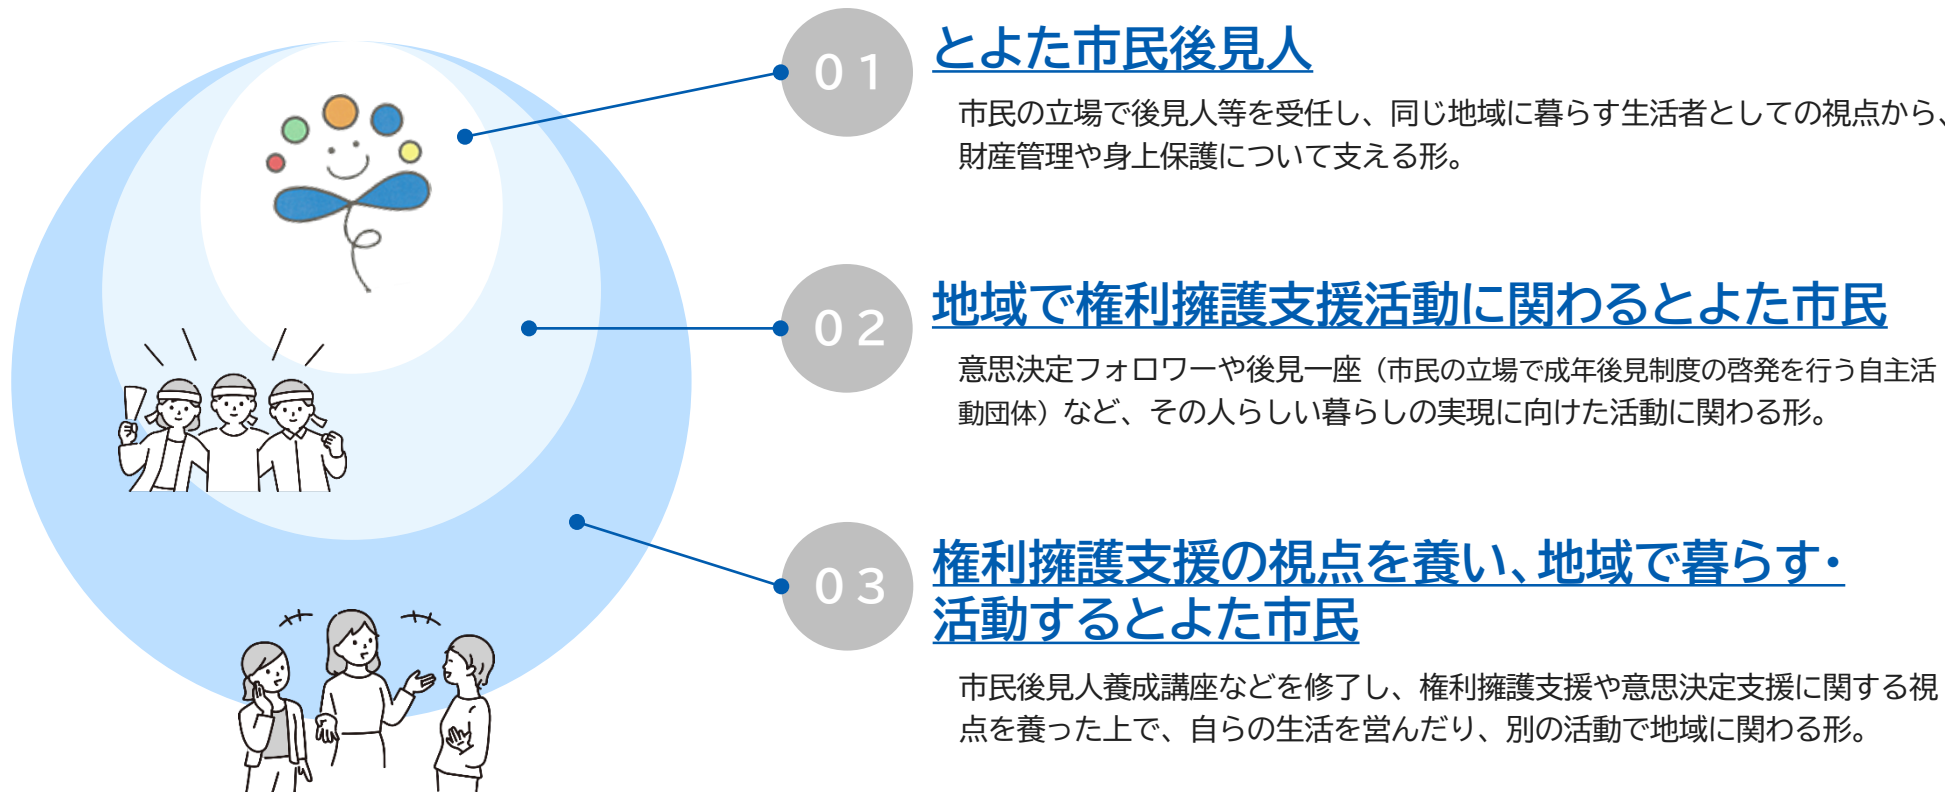 01
とよた市民後見人
市民の立場で後見人等を受任し、同じ地域に暮らす生活者としての視点から、
財産管理や身上保護について支える形。
02
地域で権利擁護支援活動に関わるとよた市民
意思決定フォロワーや後見一座（市民の立場で成年後見制度の啓発を行う自主活
動団体）など、その人らしい暮らしの実現に向けた活動に関わる形。
03
権利擁護支援の視点を養い、地域で暮らす・
活動するとよた市民
市民後見人養成講座などを修了し、権利擁護支援や意思決定支援に関する視
点を養った上で、自らの生活を営んだり、別の活動で地域に関わる形。